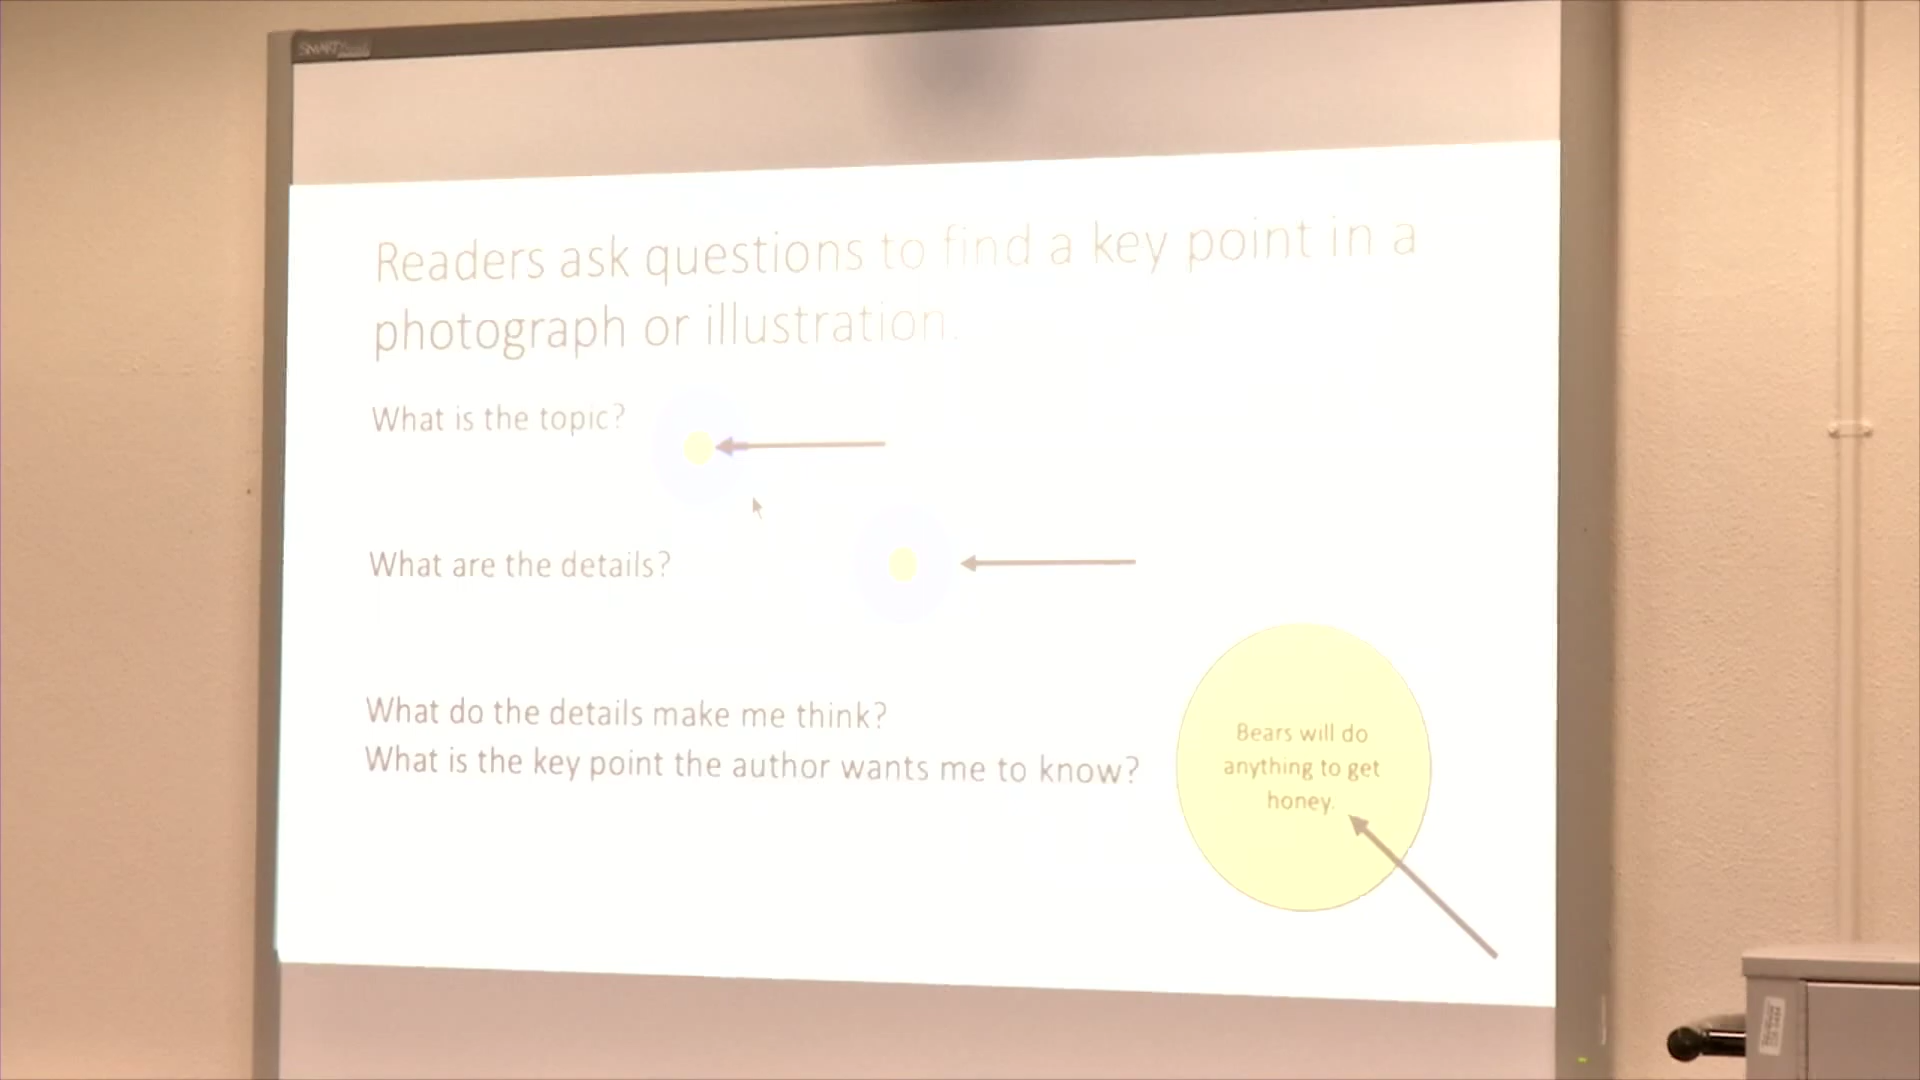 SMART
Readers ask questions to find a key point in a
photograph or illustration.
What is the topic?
What are the details?
What do the details make me think?
What is the key point the author wants me to know?
Bears will do
anything to get
honey.